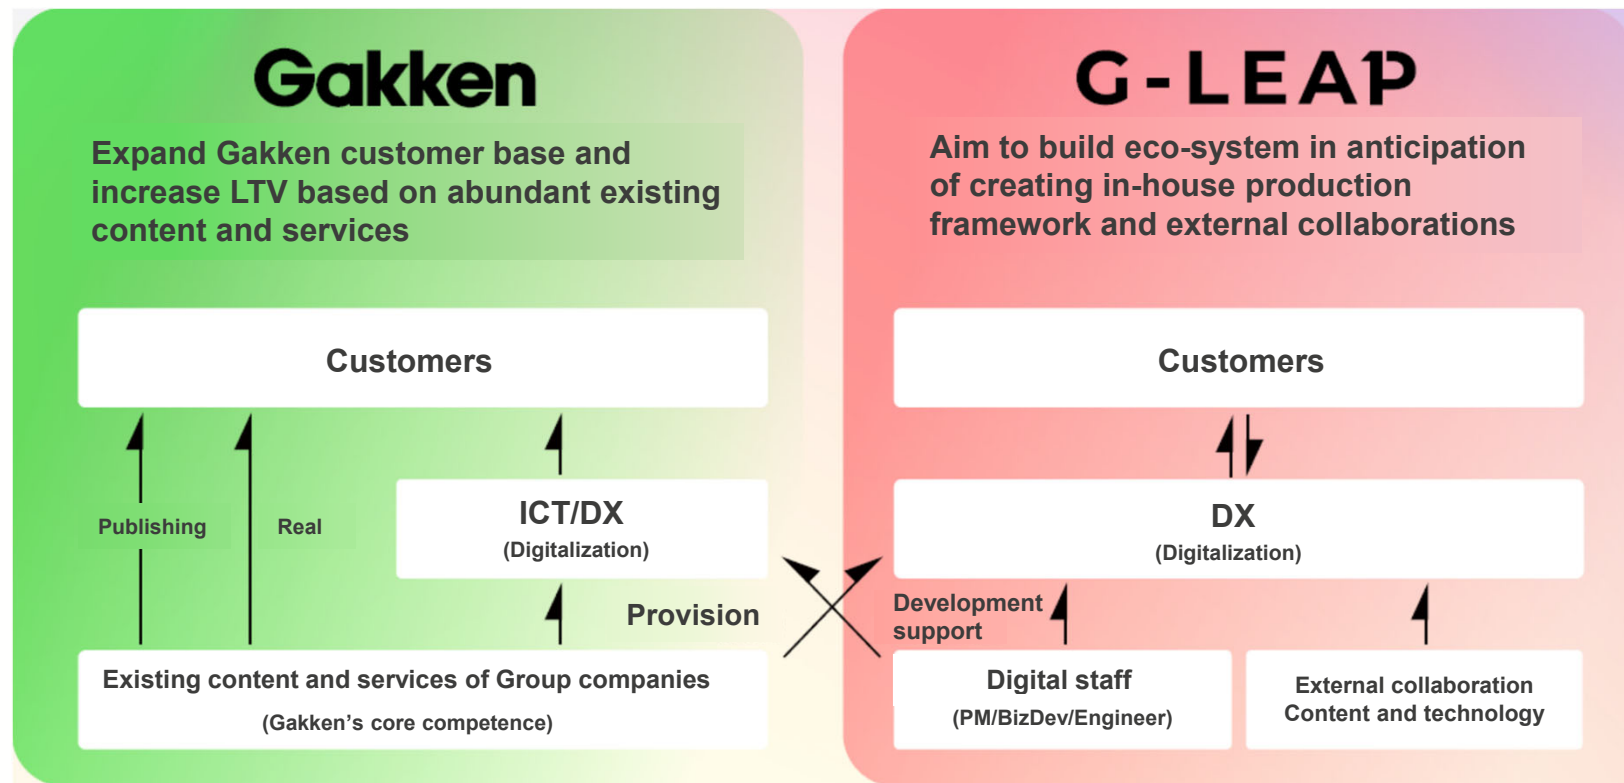 Gakken
Expand Gakken customer base and
increase LTV based on abundant existing
content and services
Customers
Publishing
Real
ICT/DX
(Digitalization)
Provision
Existing content and services of Group companies
(Gakken’s core competence)
G-LEAP
Aim to build eco-system in anticipation
of creating in-house production
framework and external collaborations
Customers
DX
(Digitalization)
Development
support
Digital staff
(PM/BizDev/Engineer)
External collaboration
Content and technology